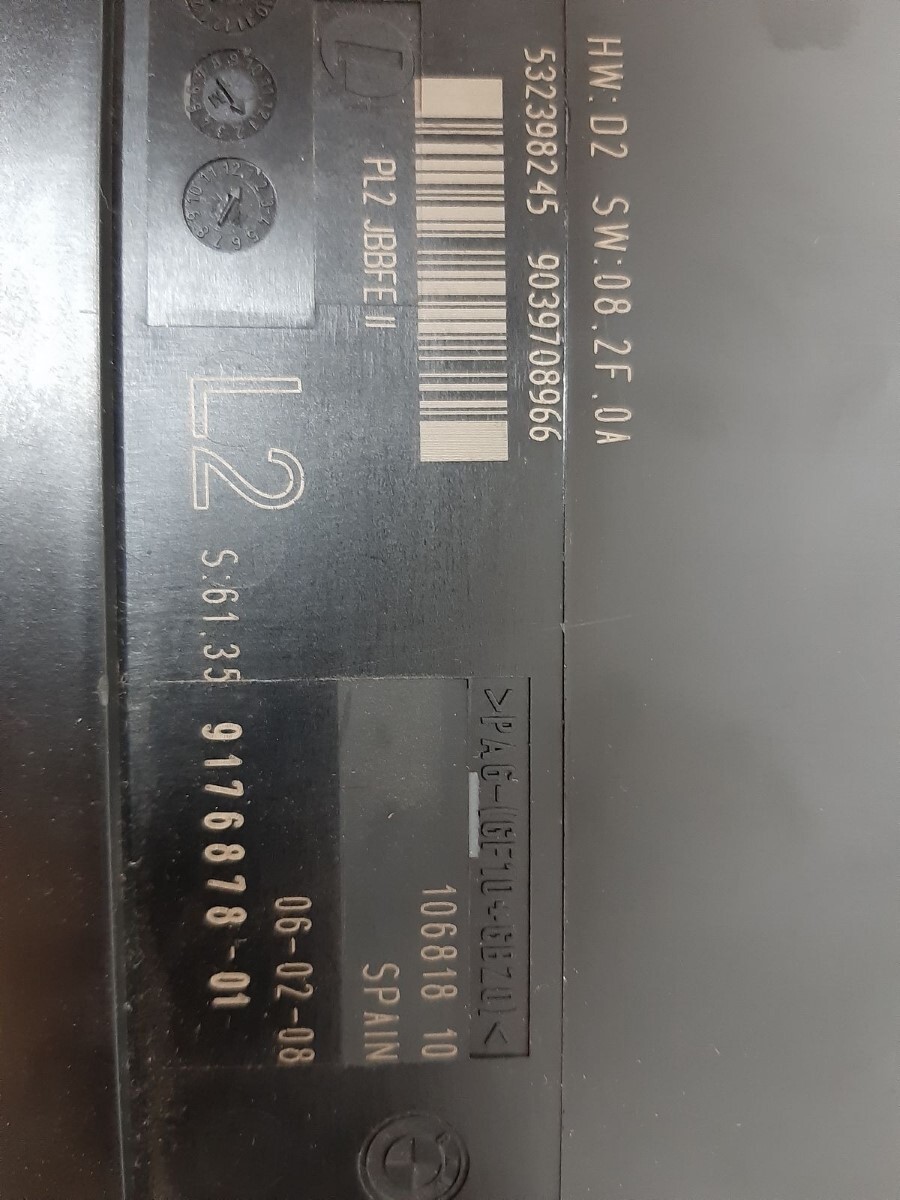 HW:D2 SW:08.2F.0A
532398245 9039708966
PL2 JBBFE II
L2
S:61.35 9176878-01
06-02-08
>PA6-(GF10+GB20)<
106818 10
SPAIN